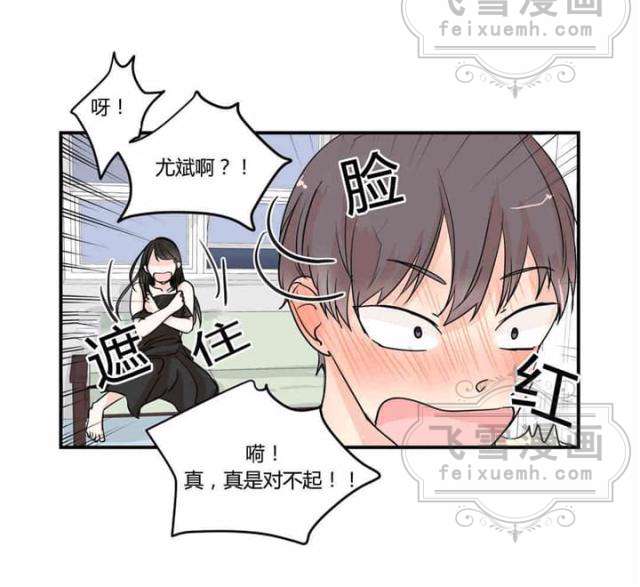 飞雪漫画
feixuemh.com
呀！
尤斌啊？！
脸
遮住
红
飞雪漫画
feixuemh.com
嗬！
真，真是对不起！！